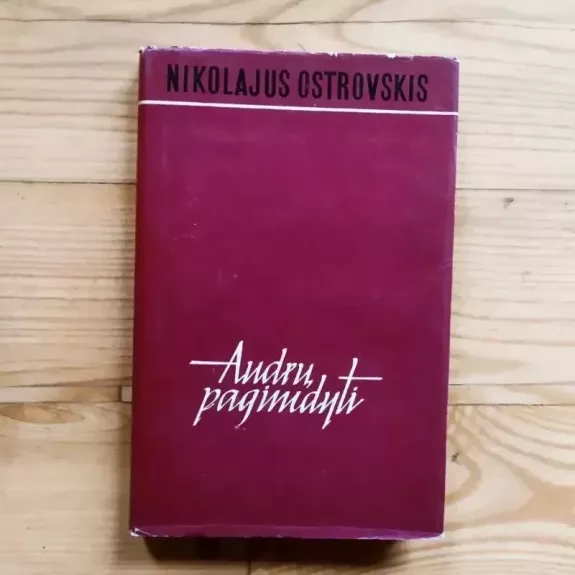 NIKOLAJUS OSTROVSKIS
Audrų
pagimdyti